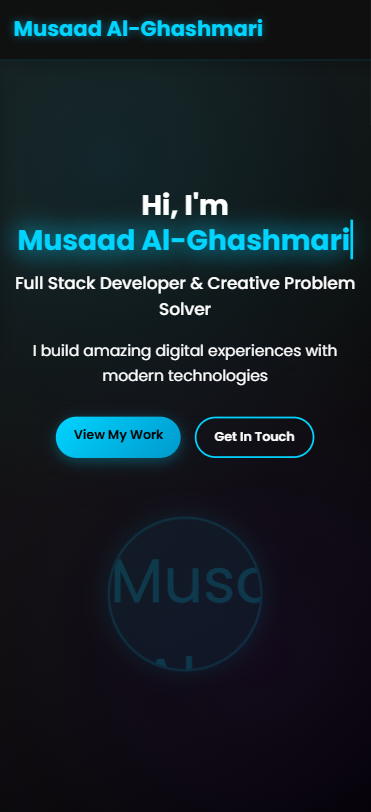 Musaad Al-Ghashmari
Hi, I'm
Musaad Al-Ghashmari
Full Stack Developer & Creative Problem
Solver
I build amazing digital experiences with
modern technologies
View My Work
Get In Touch